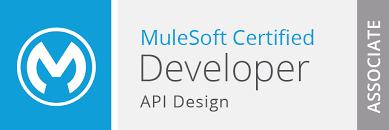 MuleSoft Certified
Developer
API Design
ASSOCIATE